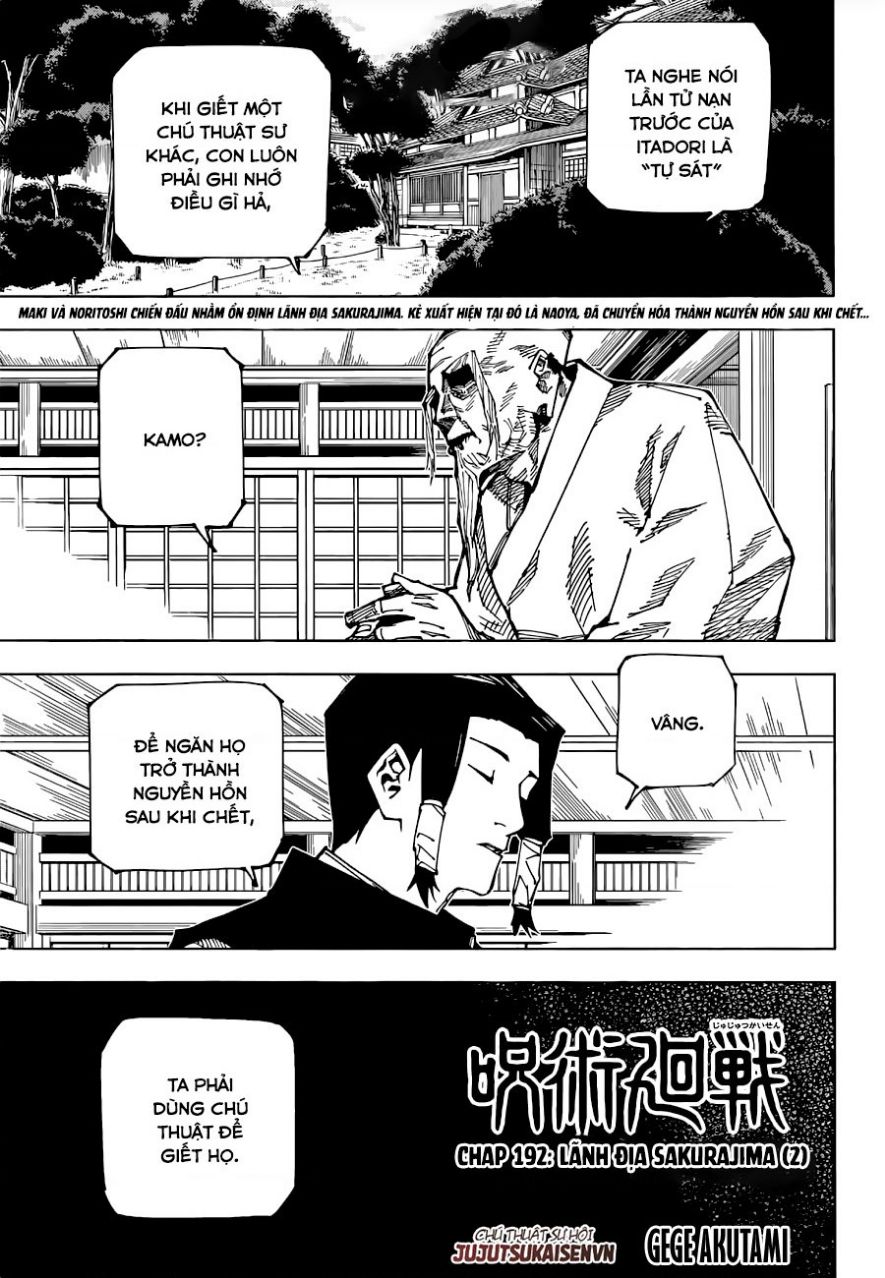 TA NGHE NÓI
LẦN TỬ NẠN
TRƯỚC CỦA
ITADORI LÀ
“TỰ SÁT”
KHI GIẾT MỘT
CHÚ THUẬT SƯ
KHÁC, CON LUÔN
PHẢI GHI NHỚ
ĐIỀU GÌ HẢ,
MAKI VÀ NORITOSHI CHIẾN ĐẤU NHẰM ỔN ĐỊNH LÃNH ĐỊA SAKURAJIMA. KẺ XUẤT HIỆN TẠI ĐÓ LÀ NAOYA, ĐÃ CHUYỂN HÓA THÀNH NGUYỀN HỒN SAU KHI CHẾT...
KAMO?
VÂNG.
ĐỂ NGĂN HỌ
TRỞ THÀNH
NGUYỀN HỒN
SAU KHI CHẾT,
TA PHẢI
DÙNG CHÚ
THUẬT ĐỂ
GIẾT HỌ.
じゅじゅつかいせん
呪術廻戦
CHAP 192: LÃNH ĐỊA SAKURAJIMA (2)
CHÚ THUẬT SƯ HỘI
JUJUTSUKAISENVN
GEGE AKUTAMI